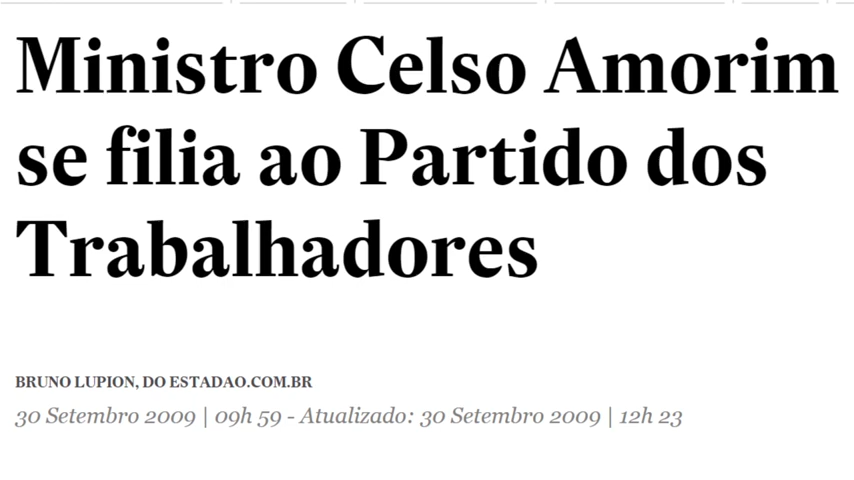 Ministro Celso Amorim
se filia ao Partido dos
Trabalhadores
BRUNO LUPION, DO ESTADAO.COM.BR
30 Setembro 2009 | 09h 59 - Atualizado: 30 Setembro 2009 | 12h 23